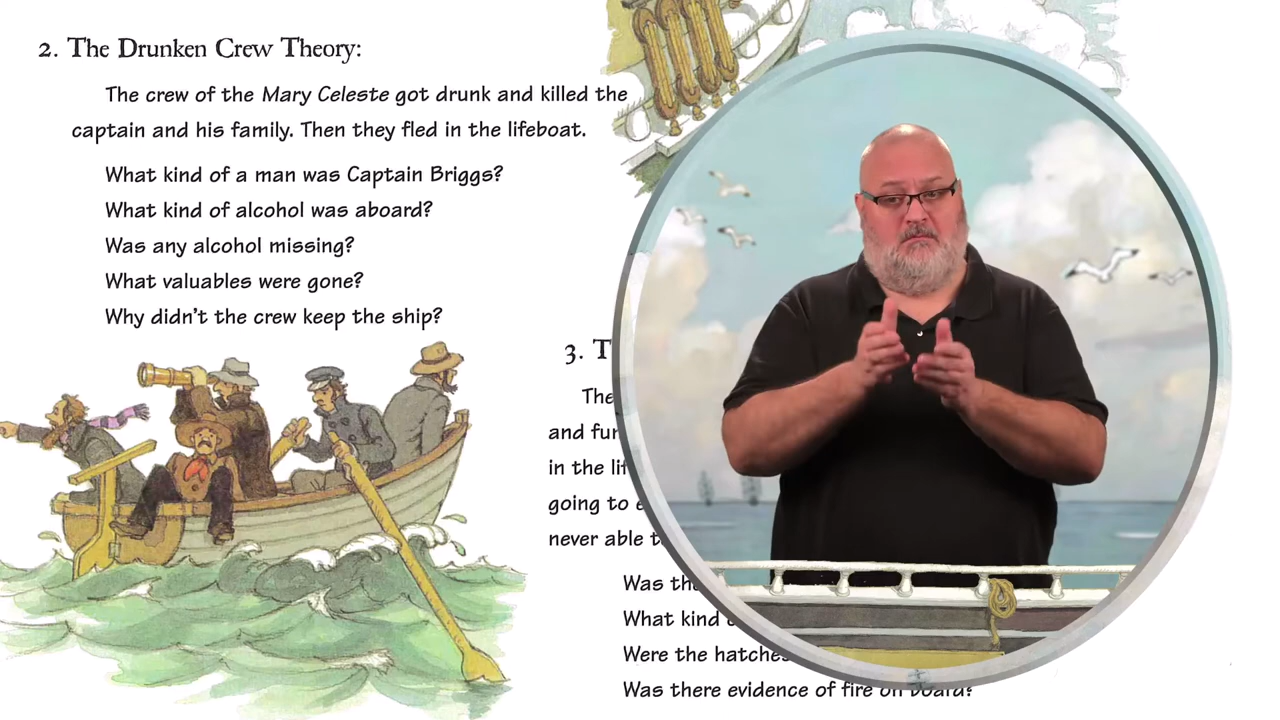 2. The Drunken Crew Theory:
The crew of the Mary Celeste got drunk and killed the
captain and his family. Then they fled in the lifeboat.
What kind of a man was Captain Briggs?
What kind of alcohol was aboard?
Was any alcohol missing?
What valuables were gone?
Why didn't the crew keep the ship?
3. T
The
and fu
in the li
going to
never able t
Was th
What kind
Were the hatches
Was there evidence of fire on board?